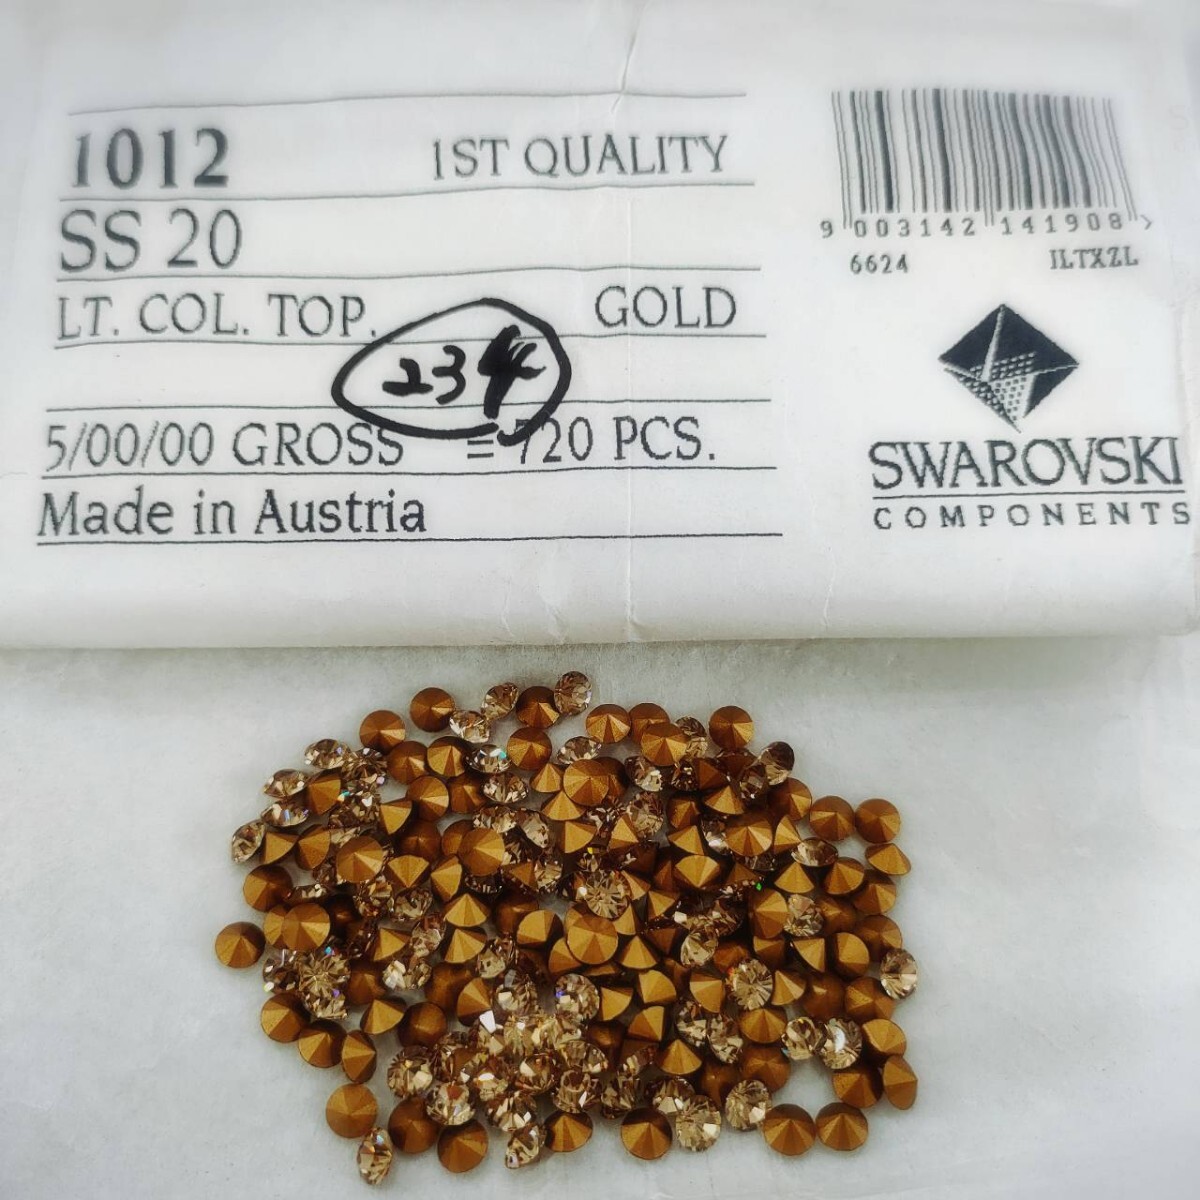 1012 1ST QUALITY
SS 20
LT. COL. TOP. GOLD
234
5/00/00 GROSS = 720 PCS.
Made in Austria
9 003142 141908 >
6624 ILTXZL
SWAROVSKI
COMPONENTS